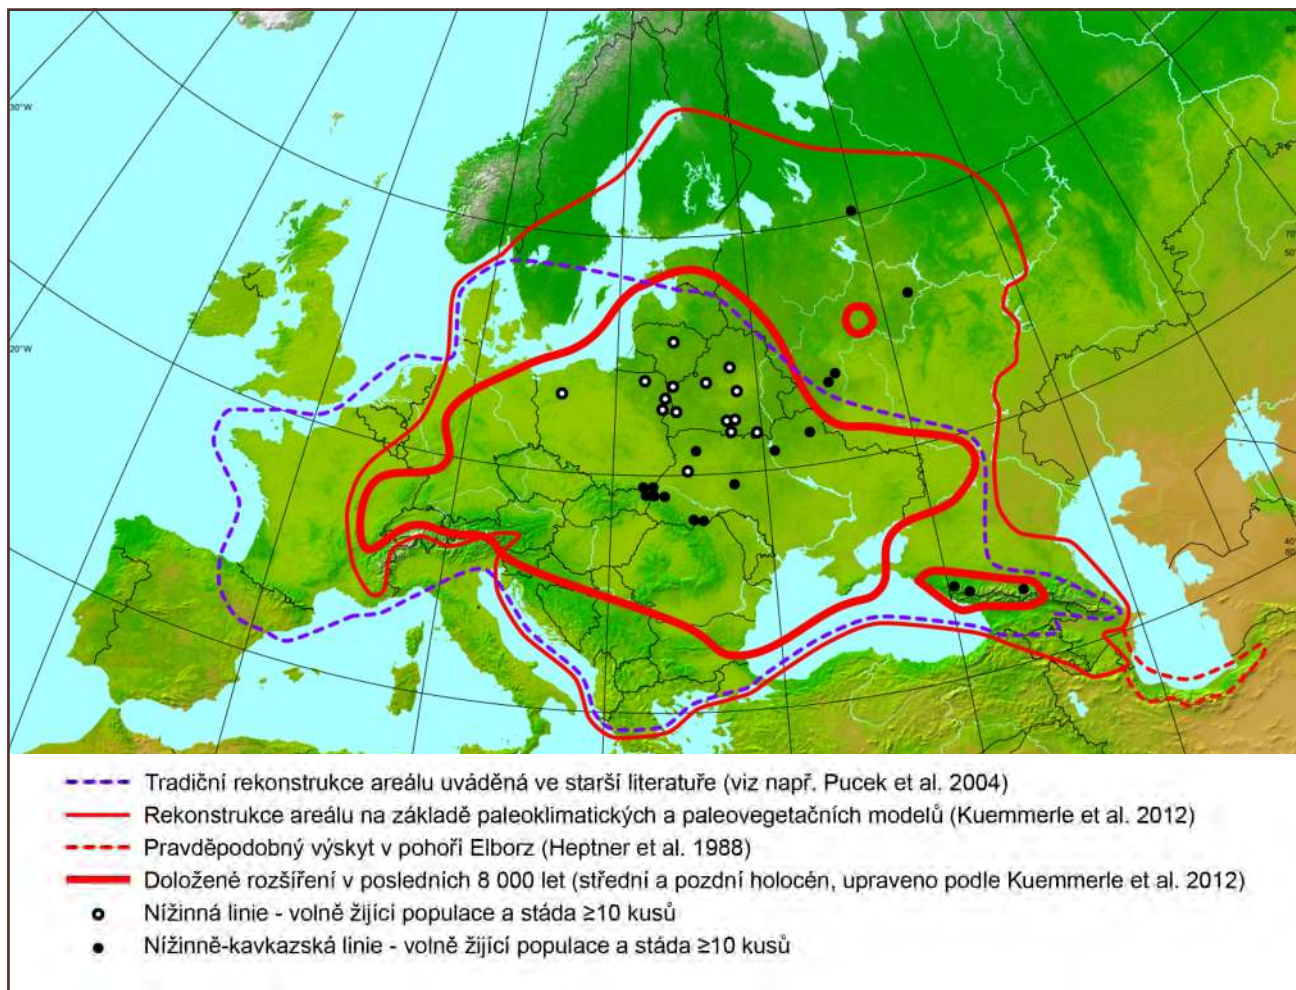 30°W
20°W
70°
50°
40°
Tradiční rekonstrukce areálu uváděná ve starší literatuře (viz např. Pucek et al. 2004)
Rekonstrukce areálu na základě paleoklimatických a paleovegetačních modelů (Kuemmerle et al. 2012)
Pravděpodobný výskyt v pohoří Elborz (Heptner et al. 1988)
Doložené rozšíření v posledních 8 000 let (střední a pozdní holocén, upraveno podle Kuemmerle et al. 2012)
Nížinná linie - volně žijící populace a stáda ≥10 kusů
Nížinně-kavkazská linie - volně žijící populace a stáda ≥10 kusů